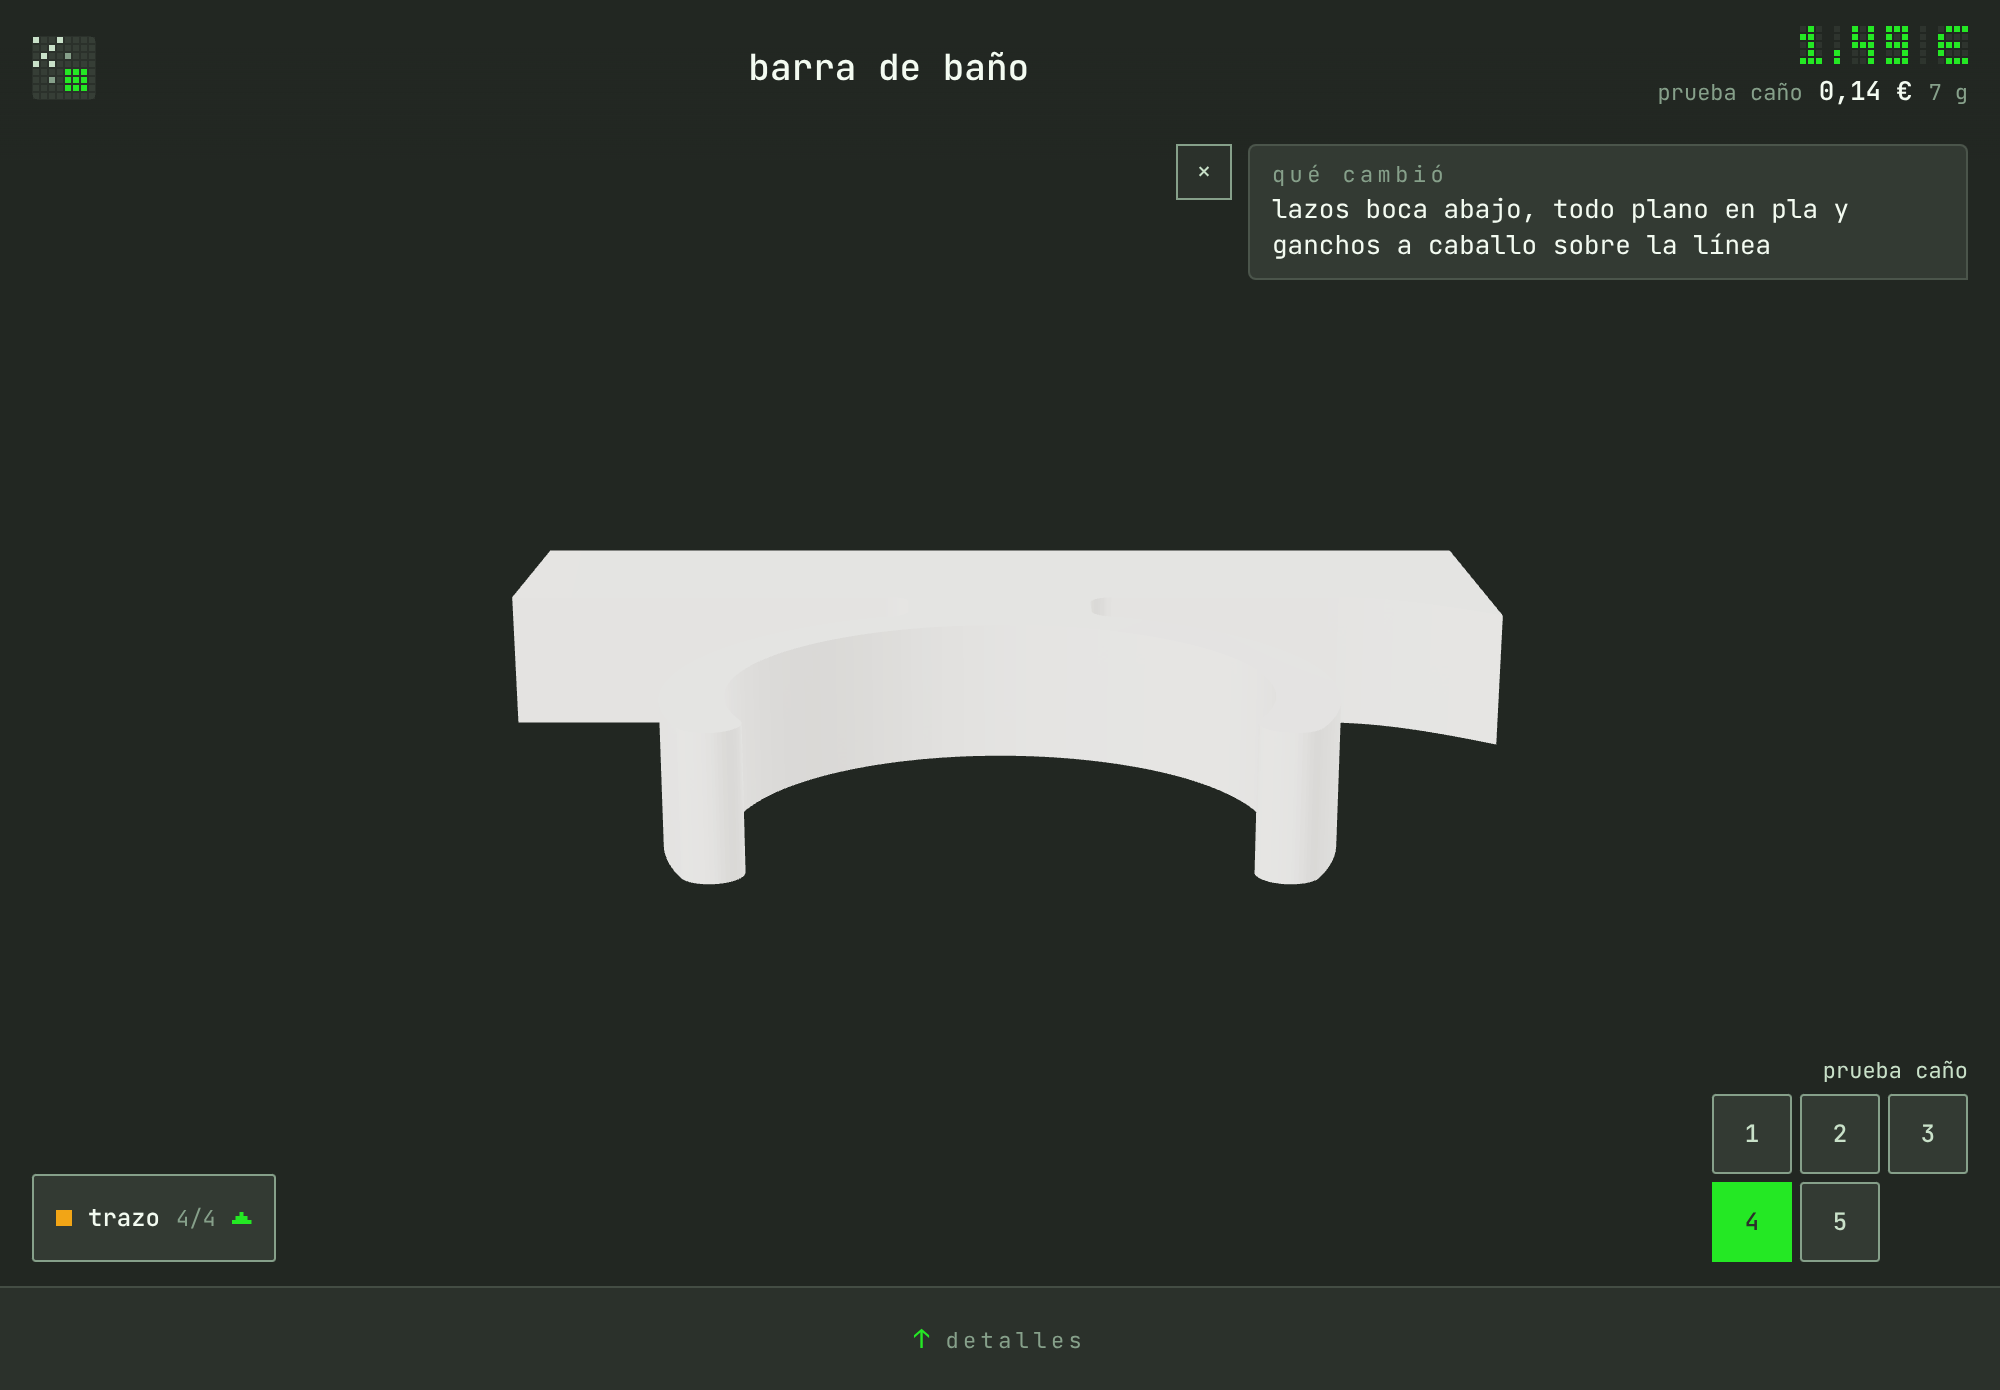 barra de baño
1,49 €
prueba caño 0,14 € 7 g
×
qué cambió
lazos boca abajo, todo plano en pla y
ganchos a caballo sobre la línea
prueba caño
1 2 3
4 5
trazo 4/4
↑ detalles